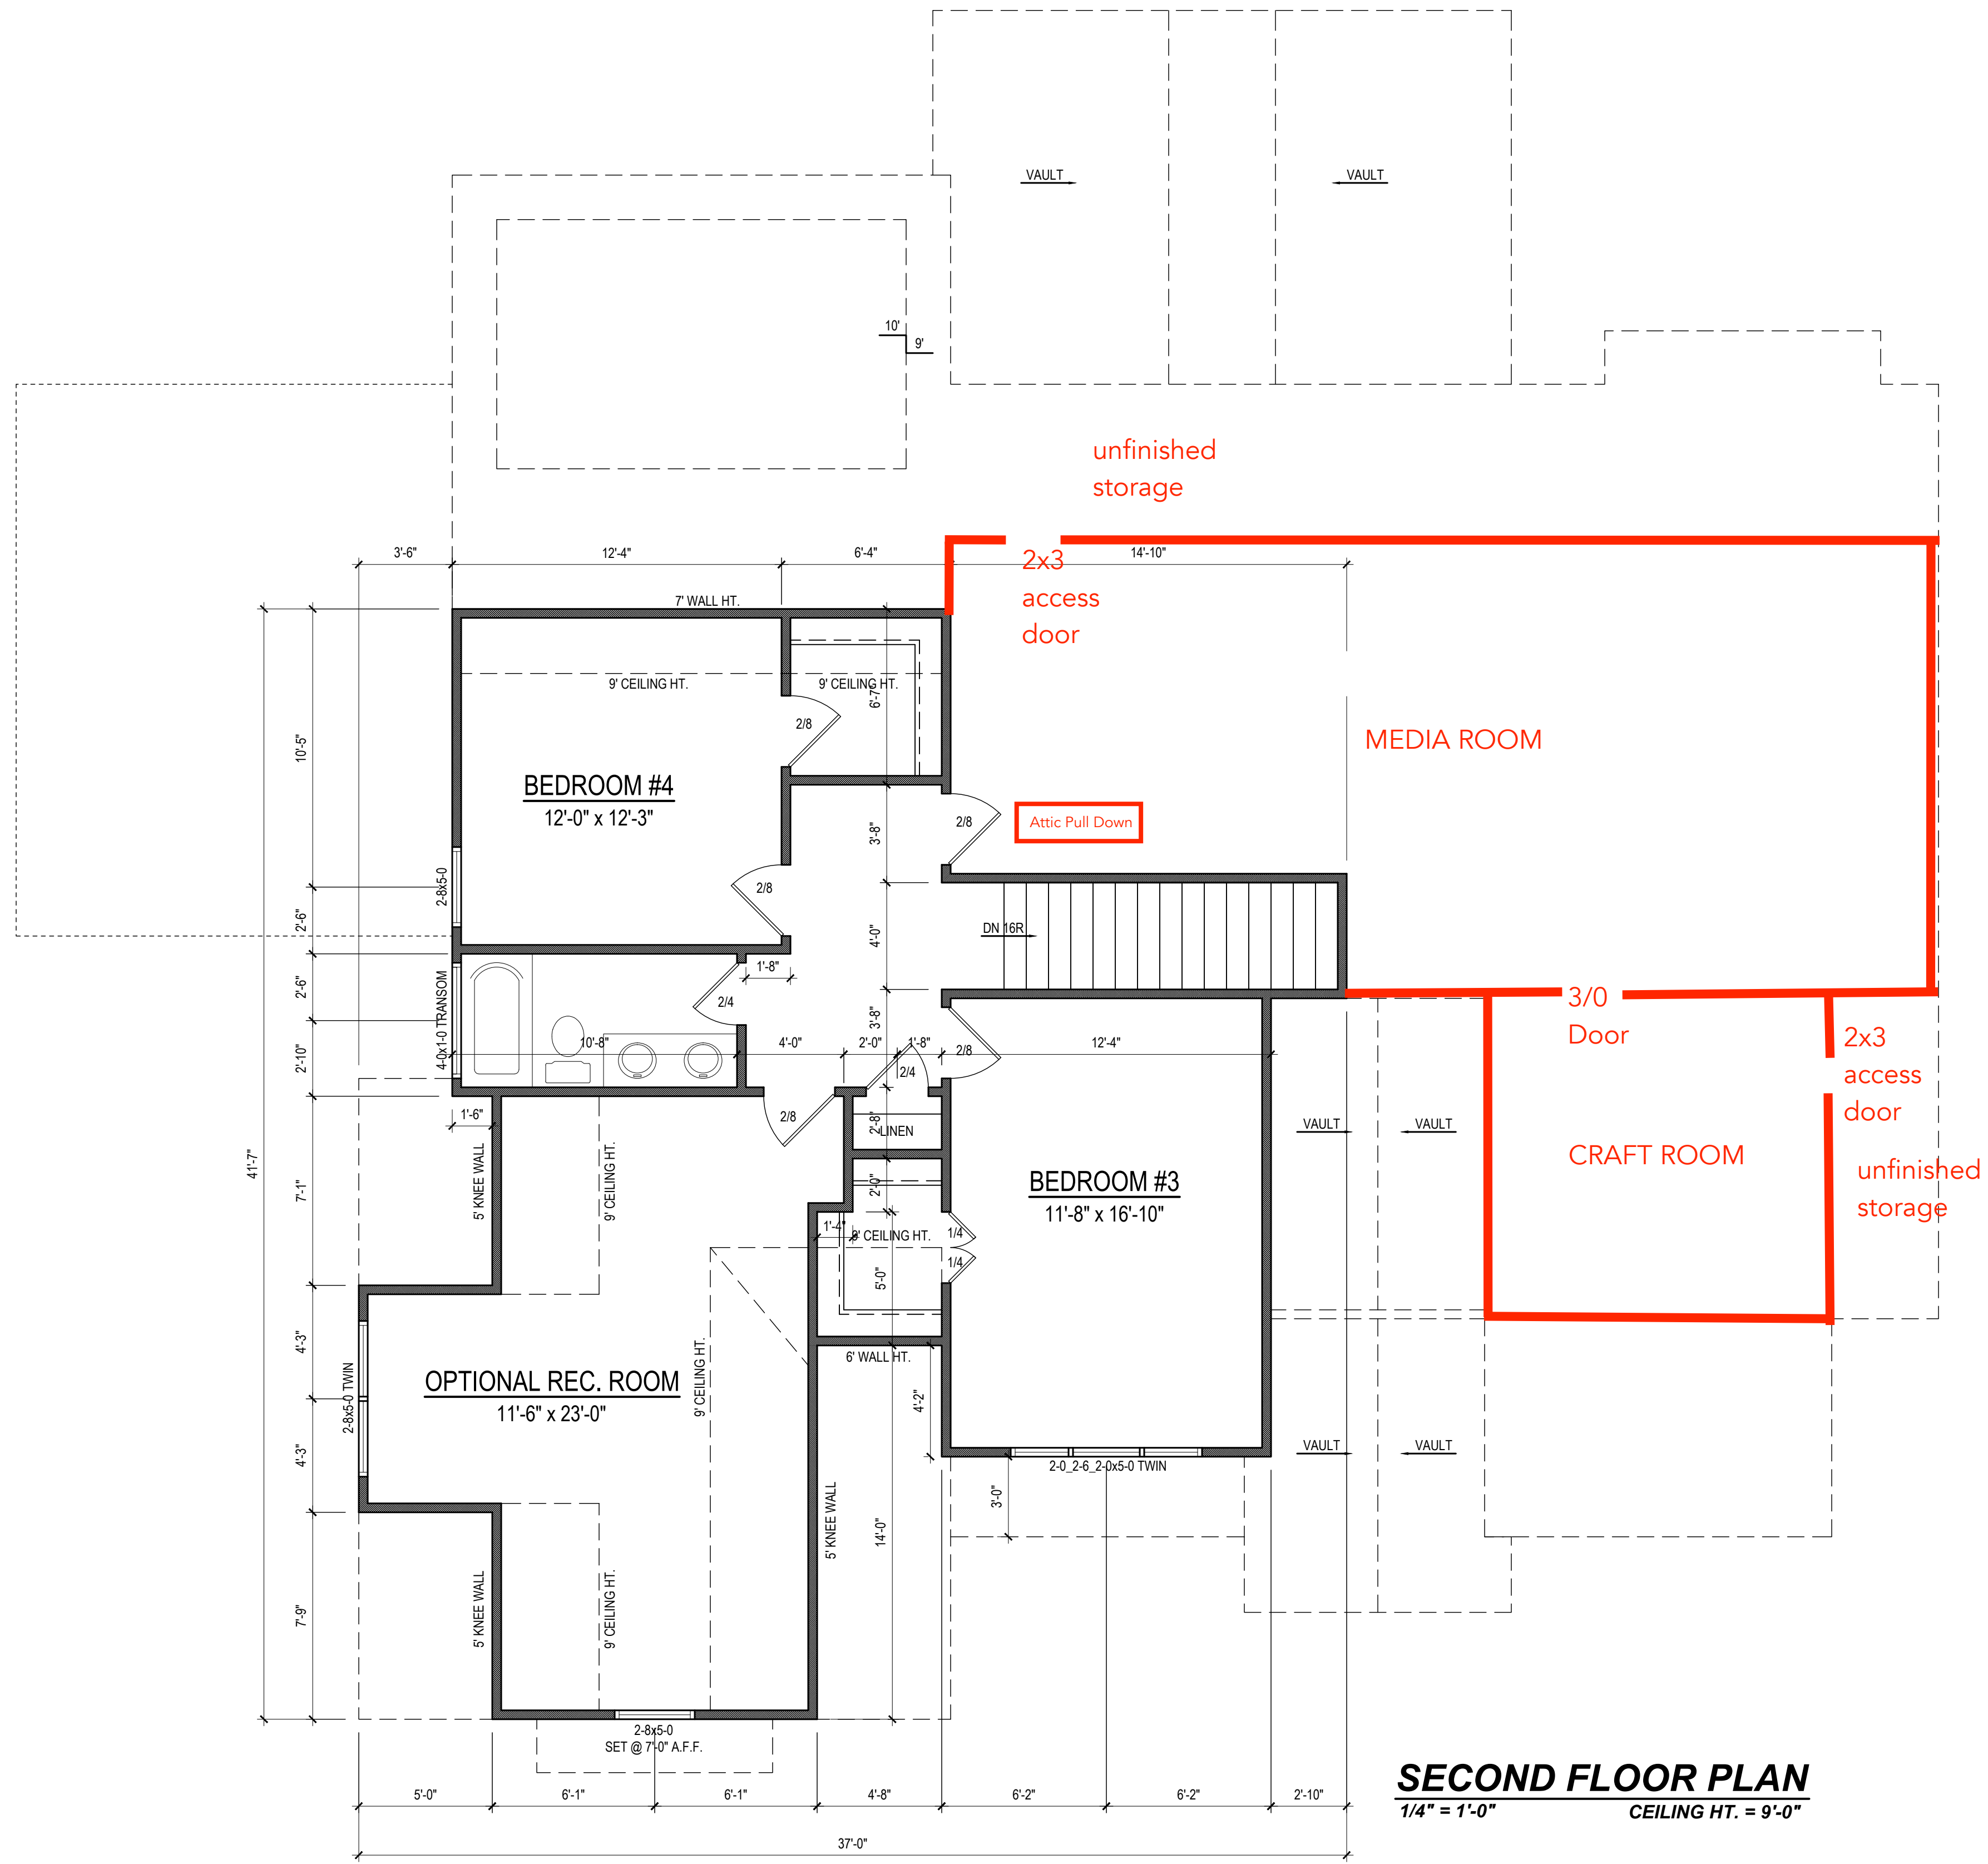 VAULT
VAULT
10'
9'
unfinished
storage
3'-6"
12'-4"
6'-4"
14'-10"
2x3
access
door
7' WALL HT.
9' CEILING HT.
9' CEILING HT.
6'-7"
2/8
10'-5"
MEDIA ROOM
BEDROOM #4
12'-0" x 12'-3"
Attic Pull Down
2/8
3'-8"
2-8x5-0
2/8
2'-6"
4'-0"
DN 16R
1'-8"
2'-6"
2/4
4-0x1-0 TRANSOM
3/0
Door
3'-8"
10'-8"
4'-0"
2'-0"
1'-8"
2/8
12'-4"
2'-10"
2/4
2x3
access
door
1'-6"
2/8
2'-8"
LINEN
VAULT
VAULT
CRAFT ROOM
41'-7"
7'-1"
5' KNEE WALL
9' CEILING HT.
2'-0"
BEDROOM #3
11'-8" x 16'-10"
unfinished
storage
1'-4"
9' CEILING HT.
1/4
1/4
5'-0"
4'-3"
9' CEILING HT.
6' WALL HT.
2-8x5-0 TWIN
OPTIONAL REC. ROOM
11'-6" x 23'-0"
4'-2"
4'-3"
VAULT
VAULT
2-0_2-6_2-0x5-0 TWIN
3'-0"
5' KNEE WALL
14'-0"
7'-9"
5' KNEE WALL
9' CEILING HT.
2-8x5-0
SET @ 7'-0" A.F.F.
5'-0"
6'-1"
6'-1"
4'-8"
6'-2"
6'-2"
2'-10"
37'-0"
SECOND FLOOR PLAN
1/4" = 1'-0"
CEILING HT. = 9'-0"